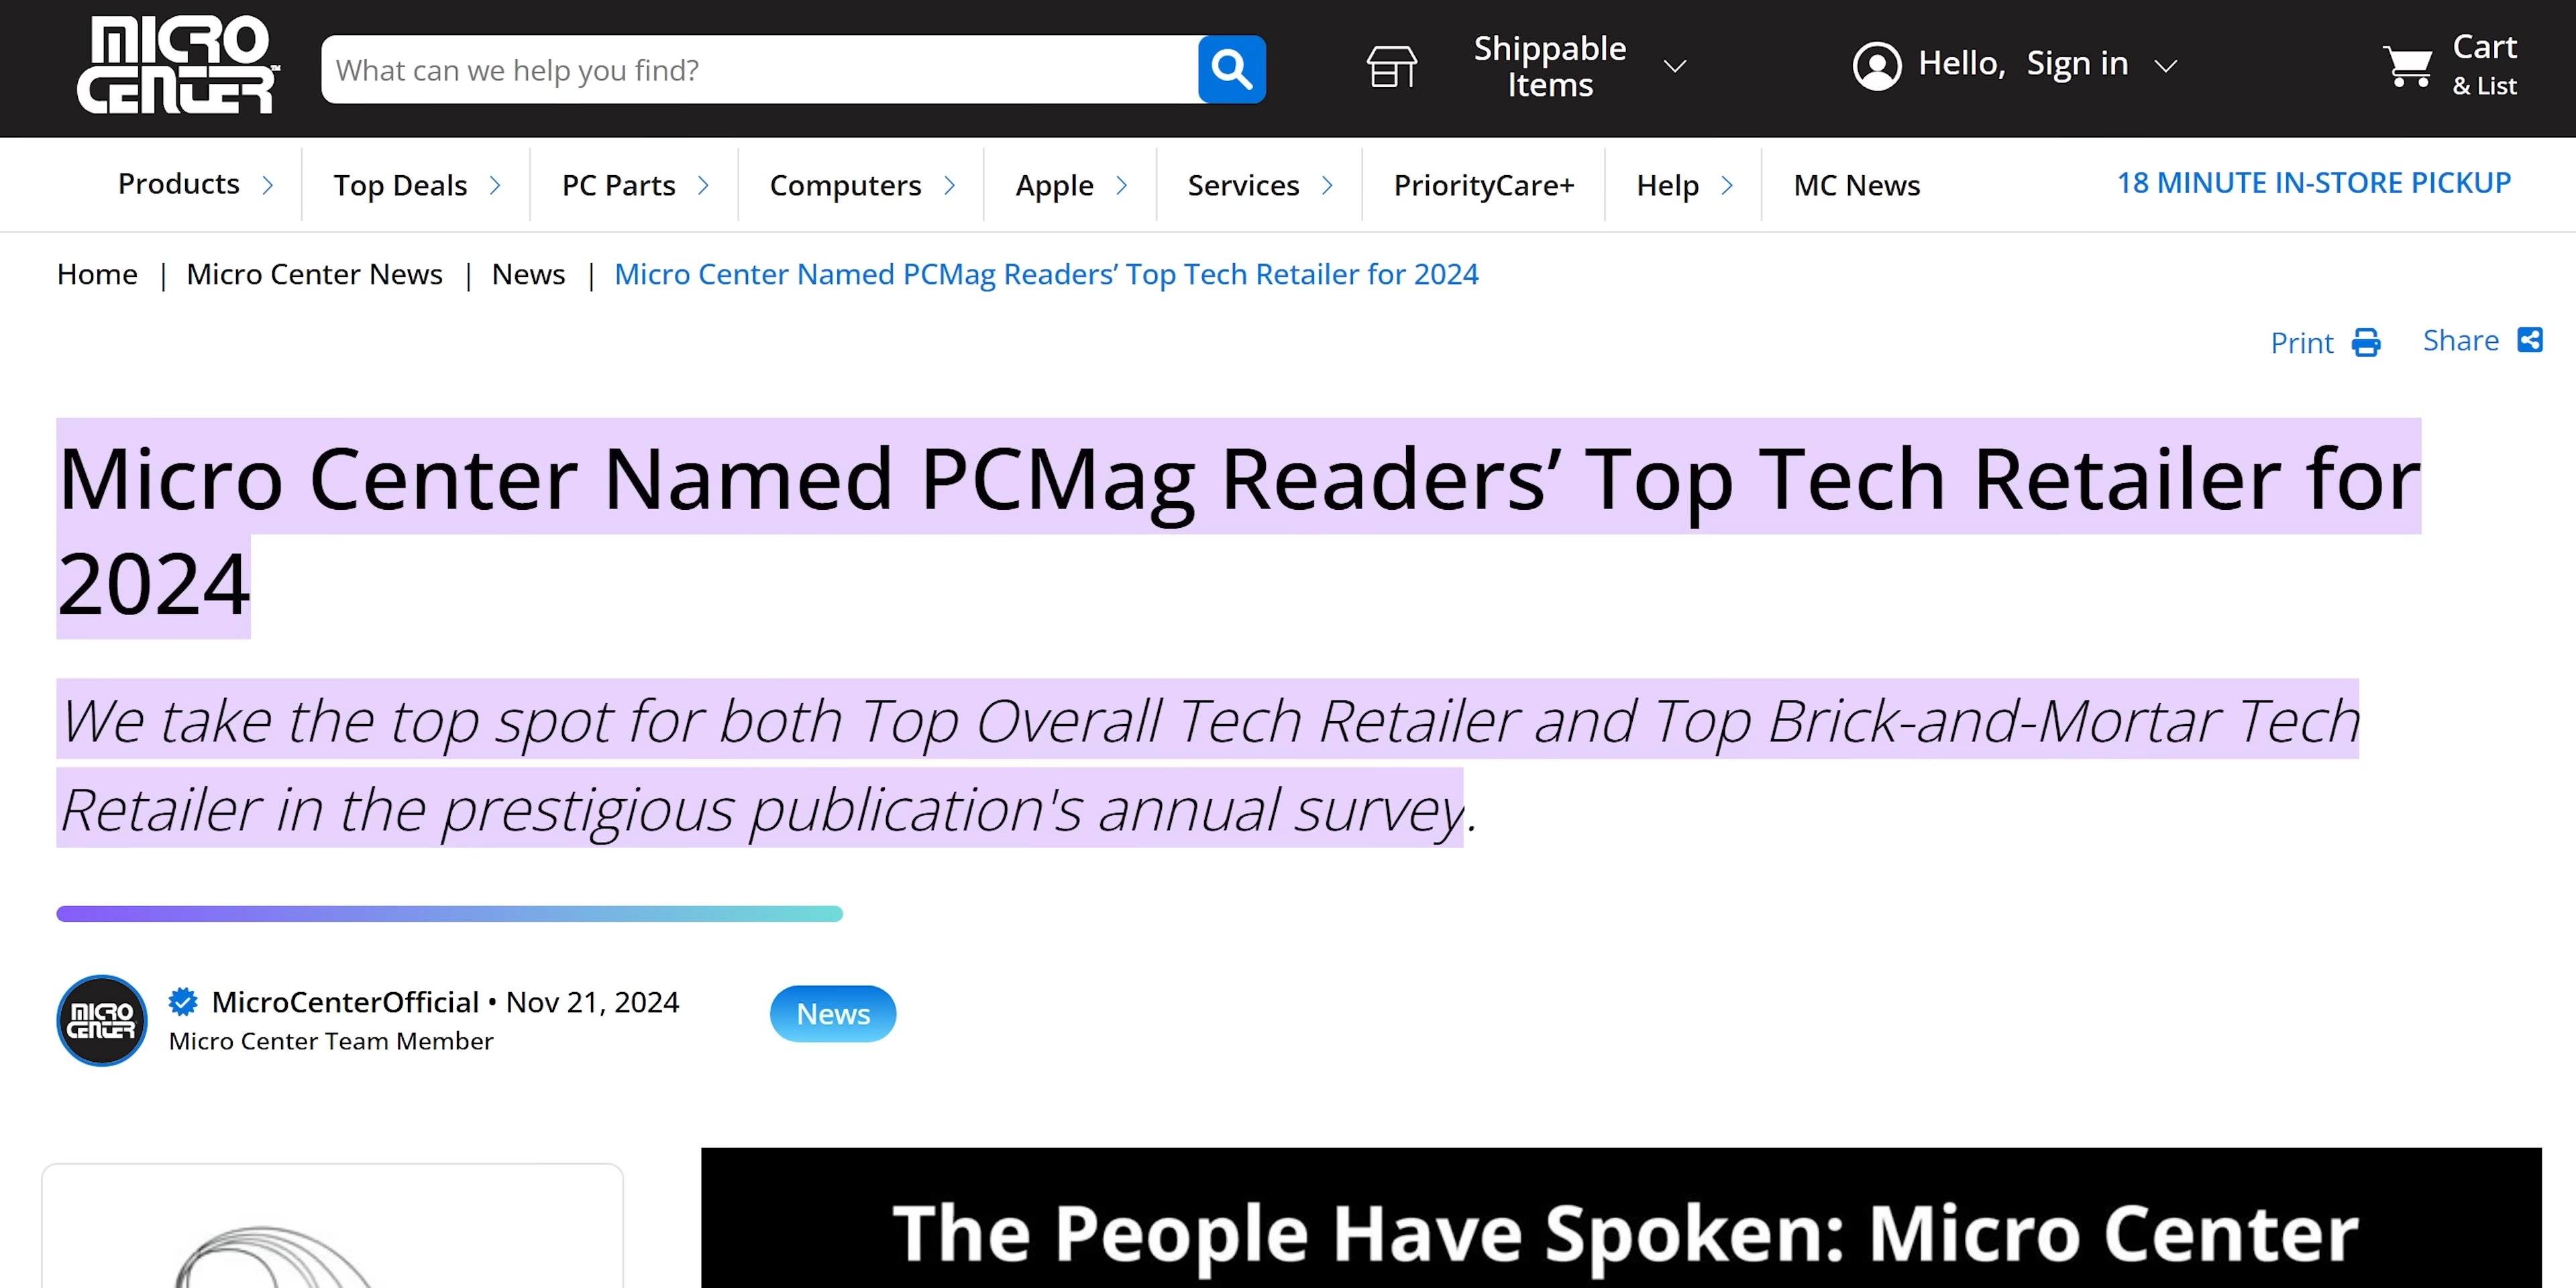 MICRO CENTER
What can we help you find?
Shippable Items
Hello, Sign in
Cart & List
Products
Top Deals
PC Parts
Computers
Apple
Services
PriorityCare+
Help
MC News
18 MINUTE IN-STORE PICKUP
Home | Micro Center News | News | Micro Center Named PCMag Readers’ Top Tech Retailer for 2024
Print
Share
Micro Center Named PCMag Readers’ Top Tech Retailer for
2024
We take the top spot for both Top Overall Tech Retailer and Top Brick-and-Mortar Tech
Retailer in the prestigious publication's annual survey.
MICRO CENTER
MicroCenterOfficial • Nov 21, 2024
Micro Center Team Member
News
The People Have Spoken: Micro Center